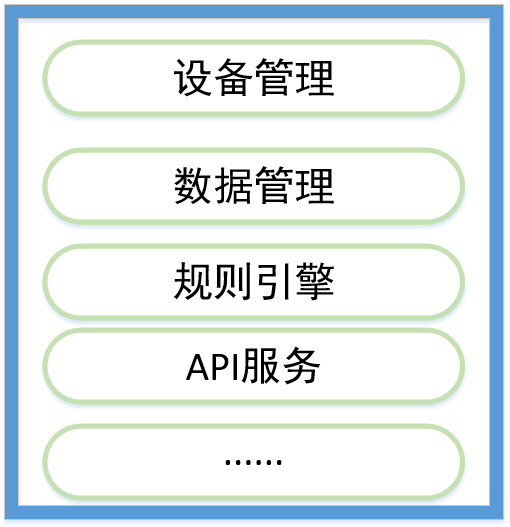 设备管理
数据管理
规则引擎
API服务
......